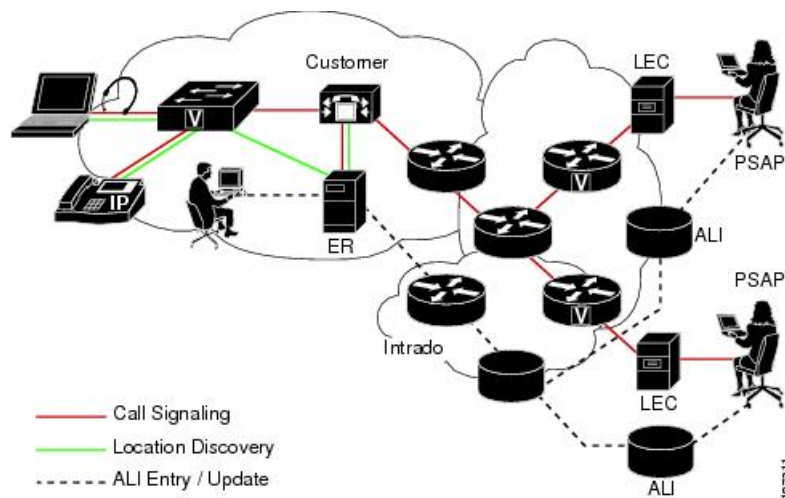 Customer
LEC
V
PSAP
IP
V
ER
ALI
PSAP
V
Intrado
LEC
Call Signaling
Location Discovery
ALI Entry / Update
ALI